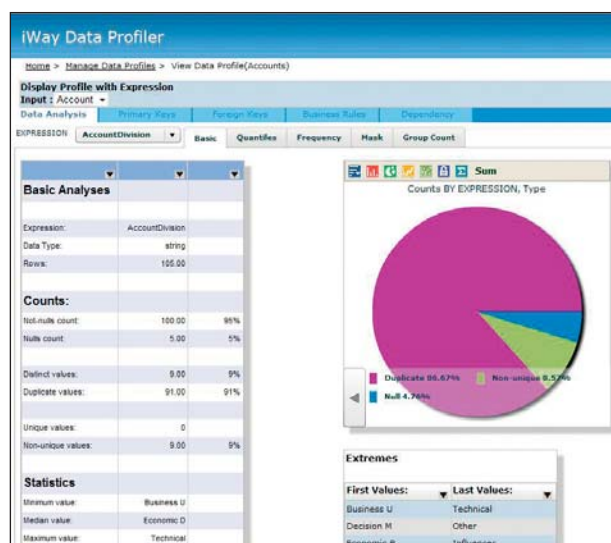 iWay Data Profiler
Home > Manage Data Profiles > View Data Profile(Accounts)
Display Profile with Expression
Input : Account
Data Analysis Primary Keys Foreign Keys Business Rules Dependency
EXPRESSION AccountDivision Basic Quantiles Frequency Mask Group Count
Basic Analyses
Expression: AccountDivision
Data Type: string
Rows: 105.00
Counts:
Not-nulls count: 100.00 95%
Nulls count: 5.00 5%
Distinct values: 9.00 9%
Duplicate values: 91.00 91%
Unique values: 0
Non-unique values: 9.00 9%
Statistics
Minimum value: Business U
Median value: Economic D
Maximum value: Technical
Sum
Counts BY EXPRESSION, Type
Duplicate 86.67% Non-unique 8.57%
Null 4.76%
Extremes
First Values: Last Values:
Business U Technical
Decision M Other
Economic B Influencer